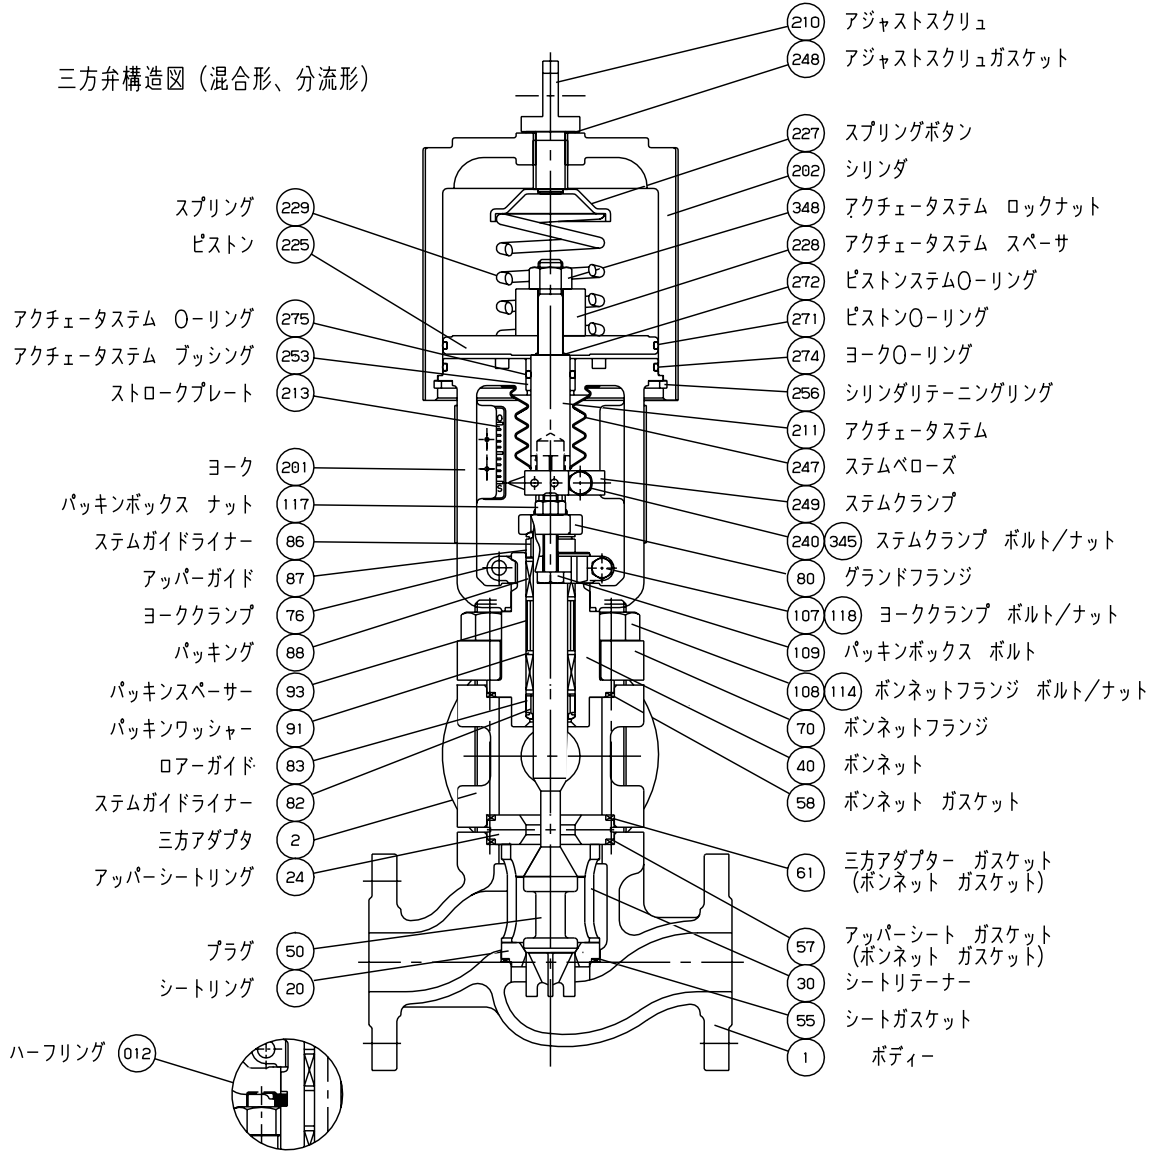 三方弁構造図 (混合形、分流形)
スプリング 229
ピストン 225
アクチェータステム O-リング 275
アクチェータステム ブッシング 253
ストロークプレート 213
ヨーク 201
パッキンボックス ナット 117
ステムガイドライナー 86
アッパーガイド 87
ヨーククランプ 76
パッキング 88
パッキンスペーサー 93
パッキンワッシャー 91
ロアーガイド 83
ステムガイドライナー 82
三方アダプタ 2
アッパーシートリング 24
プラグ 50
シートリング 20
ハーフリング 012
210 アジャストスクリュ
248 アジャストスクリュガスケット
227 スプリングボタン
202 シリンダ
348 アクチェータステム ロックナット
228 アクチェータステム スペーサ
272 ピストンステムO-リング
271 ピストンO-リング
274 ヨークO-リング
256 シリンダリテーニングリング
211 アクチェータステム
247 ステムベローズ
249 ステムクランプ
240 345 ステムクランプ ボルト/ナット
80 グランドフランジ
107 118 ヨーククランプ ボルト/ナット
109 パッキンボックス ボルト
108 114 ボンネットフランジ ボルト/ナット
70 ボンネットフランジ
40 ボンネット
58 ボンネット ガスケット
61 三方アダプター ガスケット
(ボンネット ガスケット)
57 アッパーシート ガスケット
(ボンネット ガスケット)
30 シートリテーナー
55 シートガスケット
1 ボディー